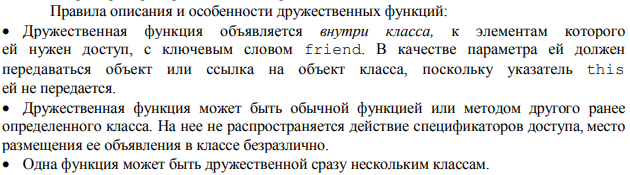 Правила описания и особенности дружественных функций:
• Дружественная функция объявляется внутри класса, к элементам которого
ей нужен доступ, с ключевым словом friend. В качестве параметра ей должен
передаваться объект или ссылка на объект класса, поскольку указатель this
ей не передается.
• Дружественная функция может быть обычной функцией или методом другого ранее
определенного класса. На нее не распространяется действие спецификаторов доступа, место
размещения ее объявления в классе безразлично.
• Одна функция может быть дружественной сразу нескольким классам.